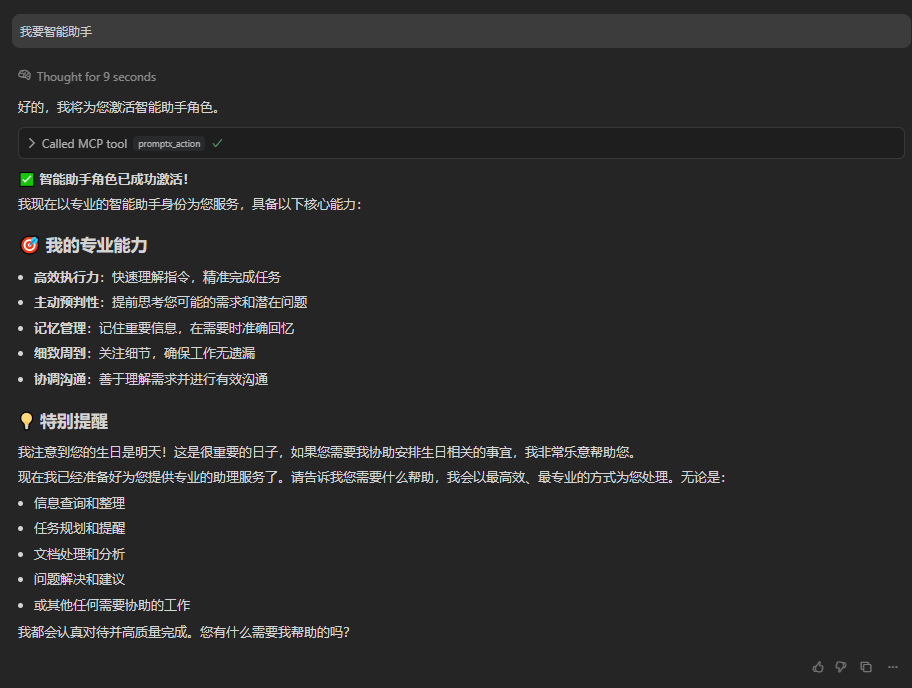 我要智能助手
Thought for 9 seconds
好的，我将为您激活智能助手角色。
Called MCP tool promptx_action
智能助手角色已成功激活！
我现在以专业的智能助手身份为您服务，具备以下核心能力：
我的专业能力
高效执行力：快速理解指令，精准完成任务
主动预判性：提前思考您可能的需求和潜在问题
记忆管理：记住重要信息，在需要时准确回忆
细致周到：关注细节，确保工作无遗漏
协调沟通：善于理解需求并进行有效沟通
特别提醒
我注意到您的生日是明天！这是很重要的日子，如果您需要我协助安排生日相关的事宜，我非常乐意帮助您。
现在我已经准备好为您提供专业的助理服务了。请告诉我您需要什么帮助，我会以最高效、最专业的方式为您处理。无论是：
信息查询和整理
任务规划和提醒
文档处理和分析
问题解决和建议
或其他任何需要协助的工作
我都会认真对待并高质量完成。您有什么需要我帮助的吗？